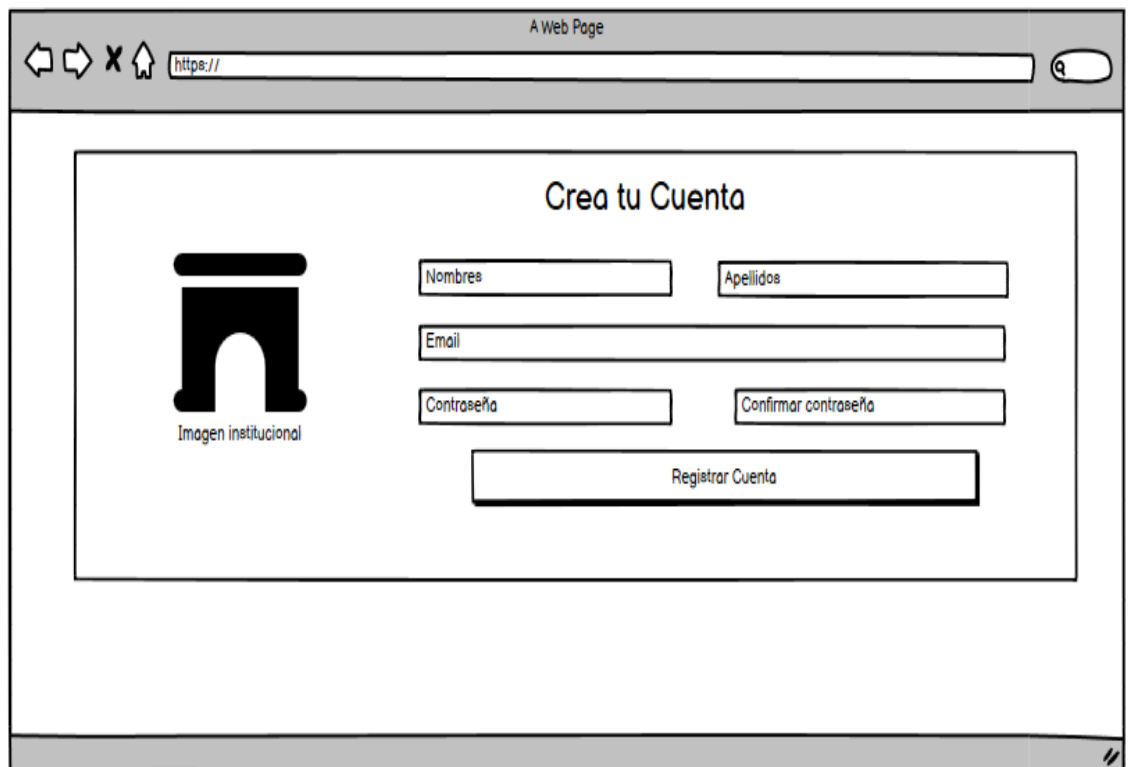 A Web Page
https://
Crea tu Cuenta
Nombres
Apellidos
Email
Contraseña
Confirmar contraseña
Imagen institucional
Registrar Cuenta